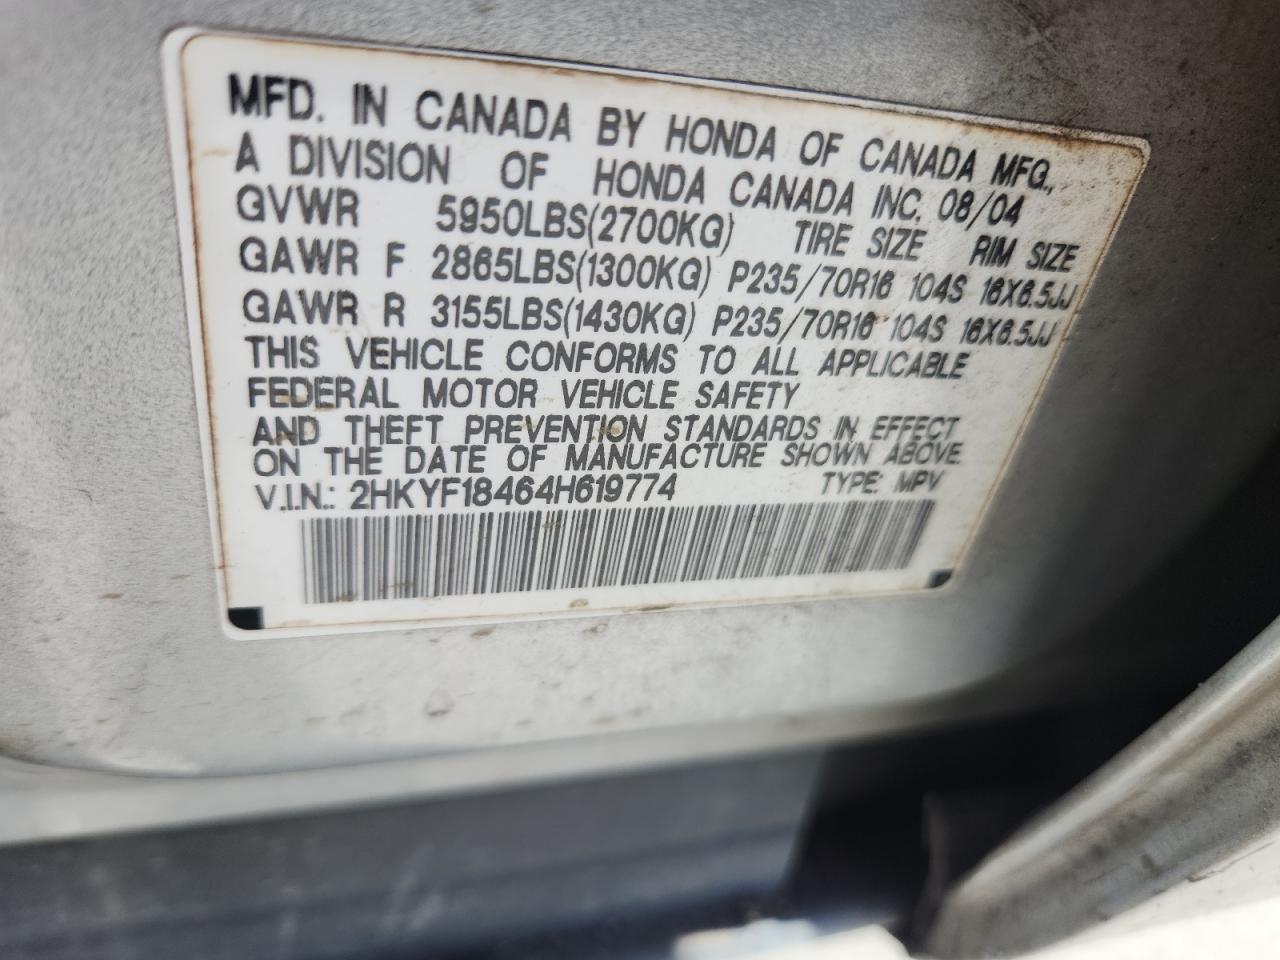 MFD. IN CANADA BY HONDA OF CANADA MFG.,
A DIVISION OF HONDA CANADA INC. 08/04
GVWR 5950LBS(2700KG) TIRE SIZE RIM SIZE
GAWR F 2865LBS(1300KG) P235/70R16 104S 16X6.5JJ
GAWR R 3155LBS(1430KG) P235/70R16 104S 16X6.5JJ
THIS VEHICLE CONFORMS TO ALL APPLICABLE
FEDERAL MOTOR VEHICLE SAFETY
AND THEFT PREVENTION STANDARDS IN EFFECT
ON THE DATE OF MANUFACTURE SHOWN ABOVE
V.I.N.: 2HKYF18464H619774 TYPE: MPV